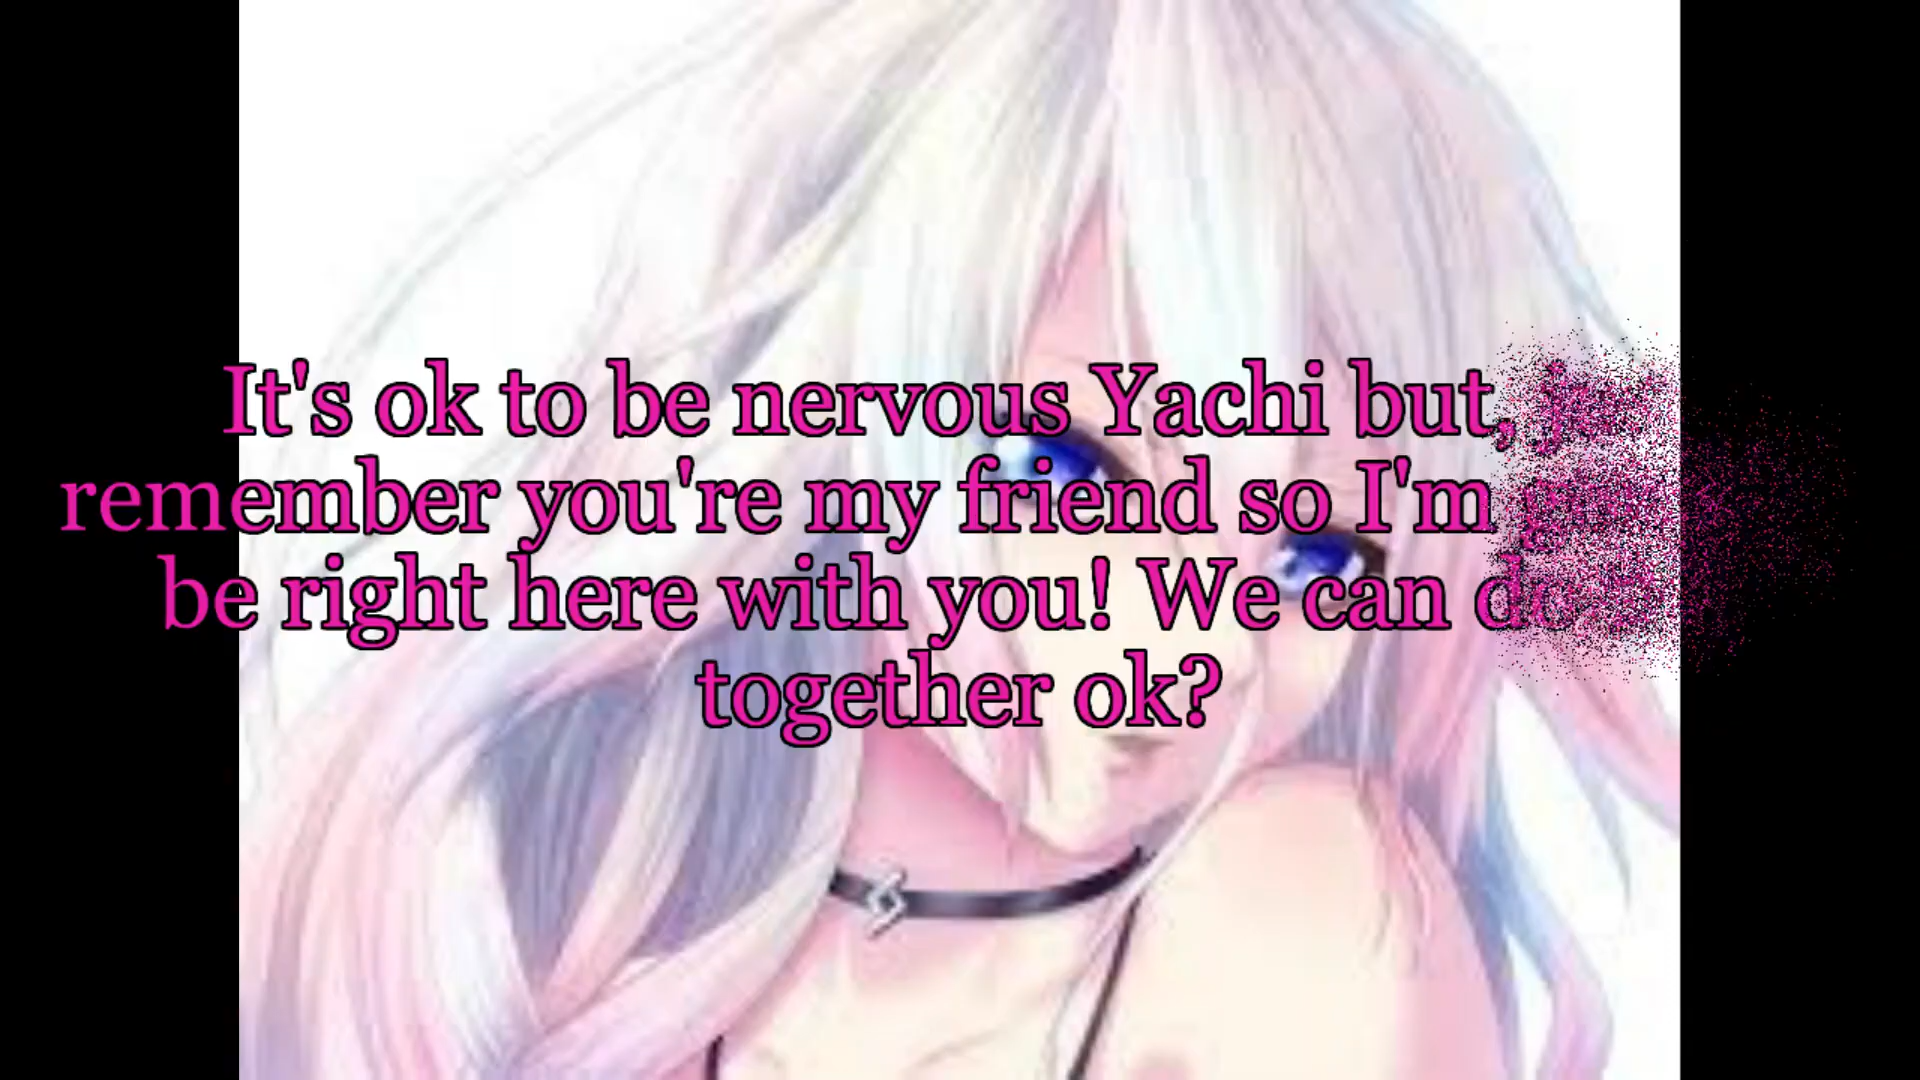 It's ok to be nervous Yachi but,
remember you're my friend so I'm
be right here with you! We can
together ok?